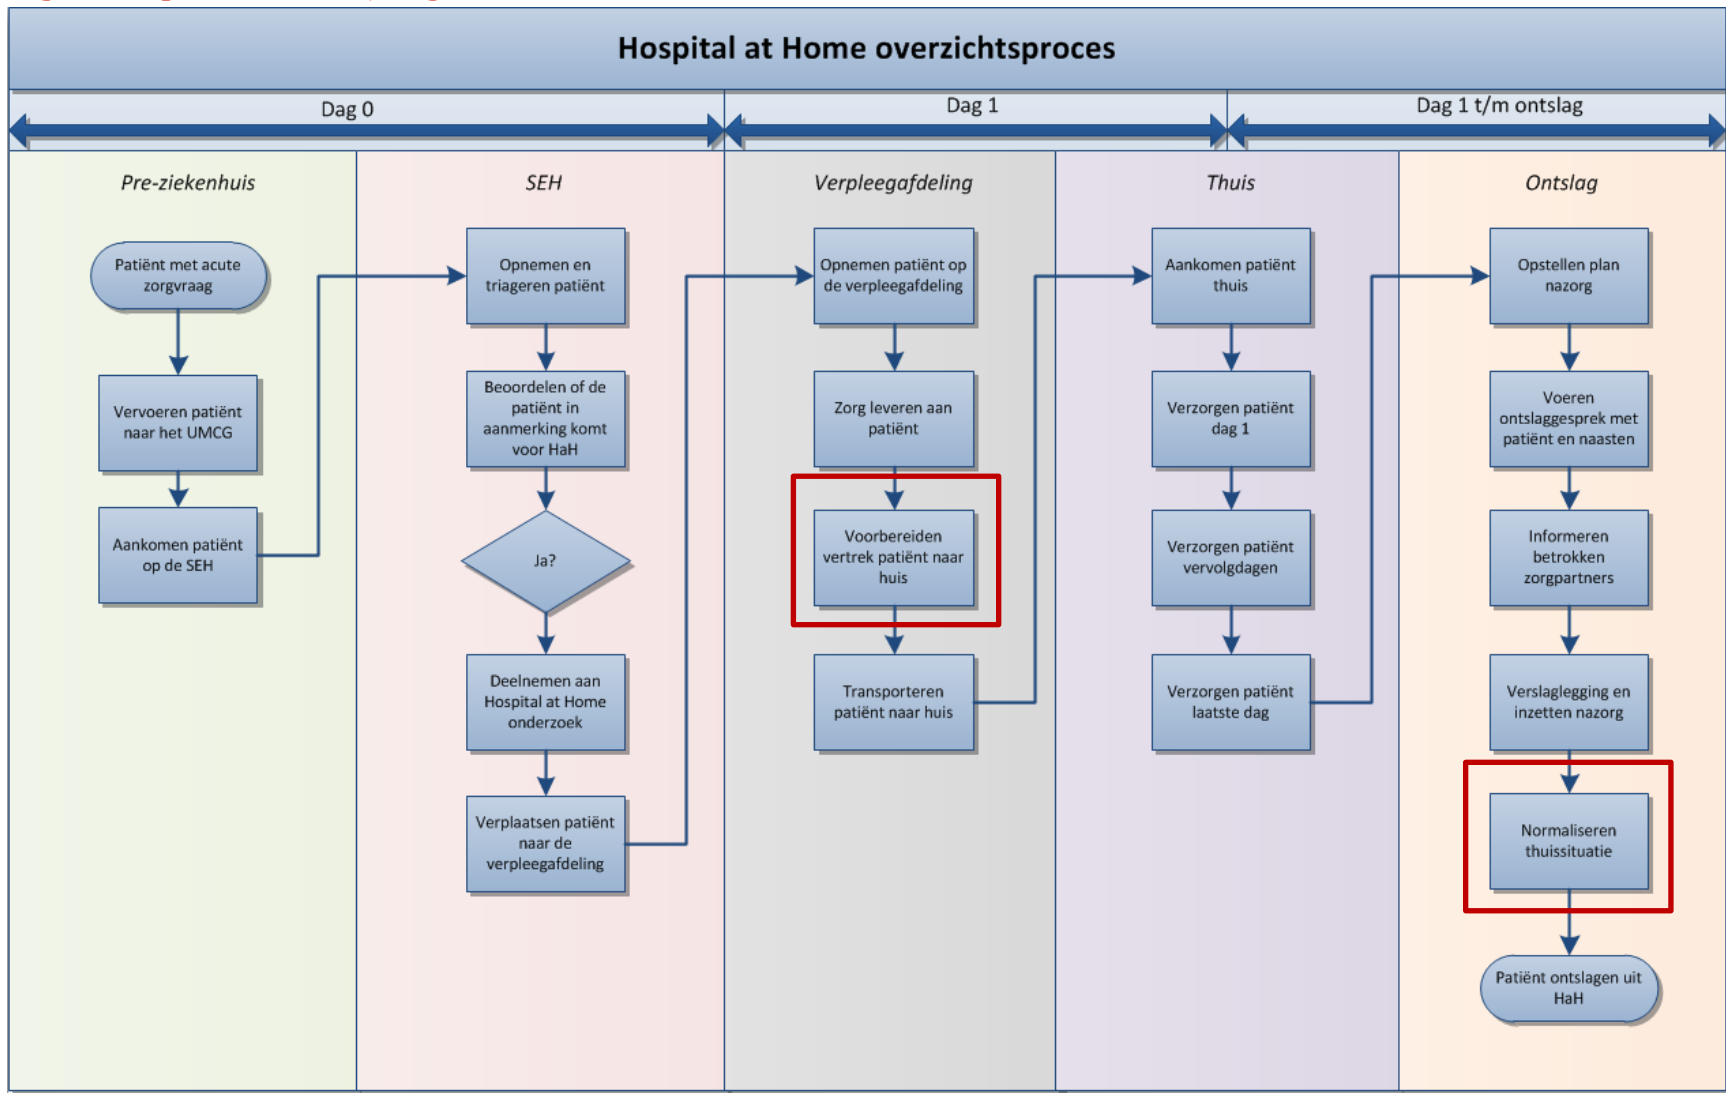 Hospital at Home overzichtsproces
Dag 0
Dag 1
Dag 1 t/m ontslag
Pre-ziekenhuis
Patiënt met acute
zorgvraag
Vervoeren patiënt
naar het UMCG
Aankomen patiënt
op de SEH
SEH
Opnemen en
triageren patiënt
Beoordelen of de
patiënt in
aanmerking komt
voor HaH
Ja?
Deelnemen aan
Hospital at Home
onderzoek
Verplaatsen patiënt
naar de
verpleegafdeling
Verpleegafdeling
Opnemen patiënt op
de verpleegafdeling
Zorg leveren aan
patiënt
Voorbereiden
vertrek patiënt naar
huis
Transporteren
patiënt naar huis
Thuis
Aankomen patiënt
thuis
Verzorgen patiënt
dag 1
Verzorgen patiënt
vervolgdagen
Verzorgen patiënt
laatste dag
Ontslag
Opstellen plan
nazorg
Voeren
ontslaggesprek met
patiënt en naasten
Informeren
betrokken
zorgpartners
Verslaglegging en
inzetten nazorg
Normaliseren
thuissituatie
Patiënt ontslagen uit
HaH